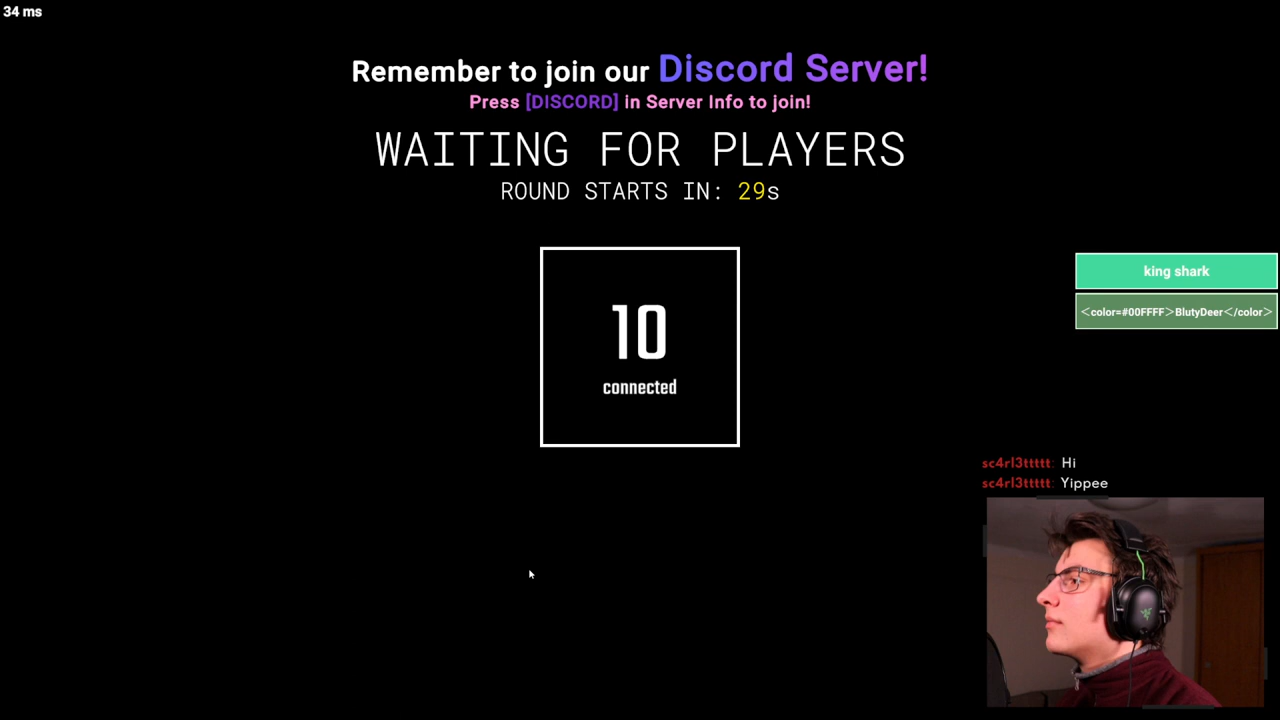 34 ms
Remember to join our Discord Server!
Press [DISCORD] in Server Info to join!
WAITING FOR PLAYERS
ROUND STARTS IN: 29s
10
connected
king shark
<color=#00FFFF>BlutyDeer</color>
sc4rl3ttttt: Hi
sc4rl3ttttt: Yippee